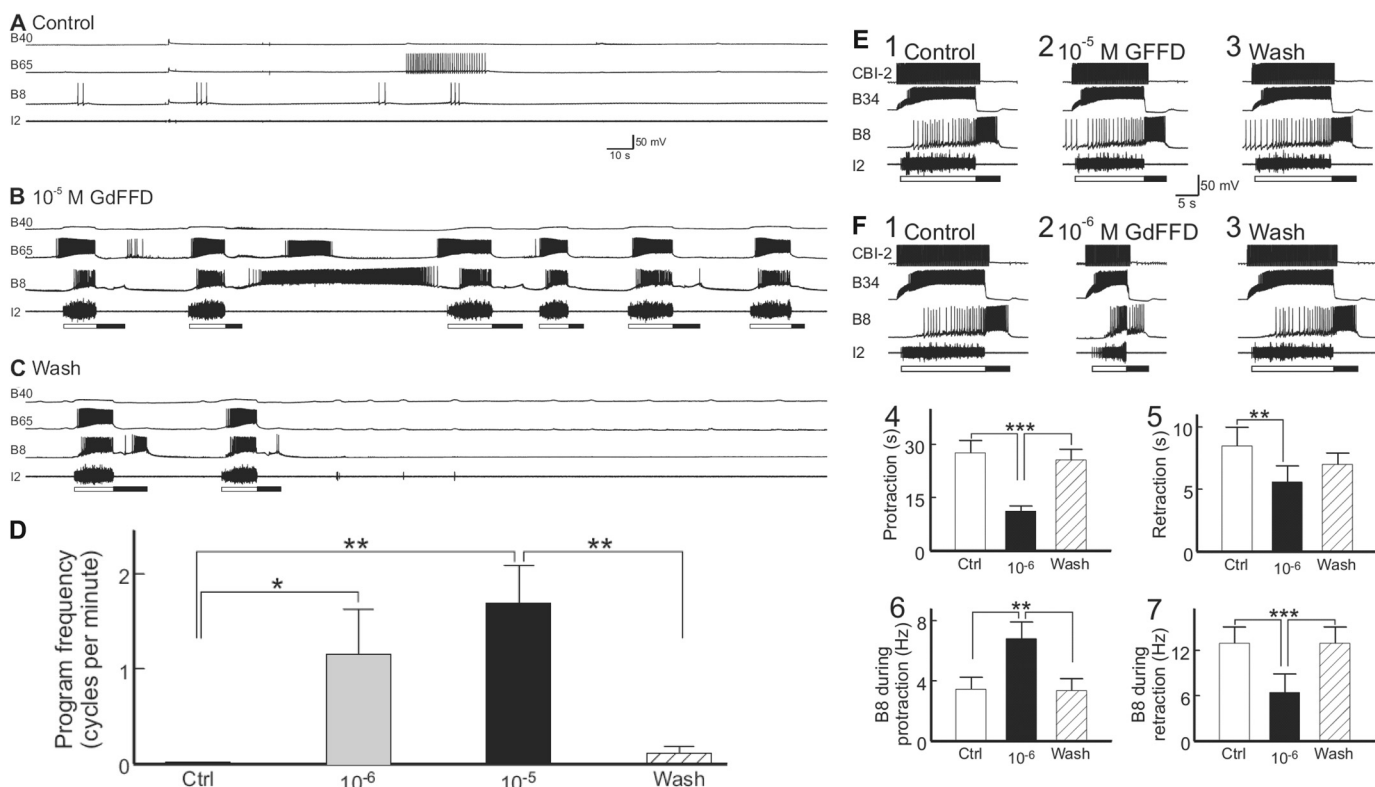 A Control
B40
B65
B8
I2
50 mV
10 s
B 10⁻⁵ M GdFFD
B40
B65
B8
I2
C Wash
B40
B65
B8
I2
D
Program frequency
(cycles per minute)
2
1
0
**
**
*
Ctrl
10⁻⁶
10⁻⁵
Wash
E 1 Control 2 10⁻⁵ M GFFD 3 Wash
CBI-2
B34
B8
I2
50 mV
5 s
F 1 Control 2 10⁻⁶ M GdFFD 3 Wash
CBI-2
B34
B8
I2
4
Protraction (s)
30
15
0
***
Ctrl
10⁻⁶
Wash
5
Retraction (s)
10
5
0
**
Ctrl
10⁻⁶
Wash
6
B8 during
protraction (Hz)
8
4
0
**
Ctrl
10⁻⁶
Wash
7
B8 during
retraction (Hz)
12
6
0
***
Ctrl
10⁻⁶
Wash